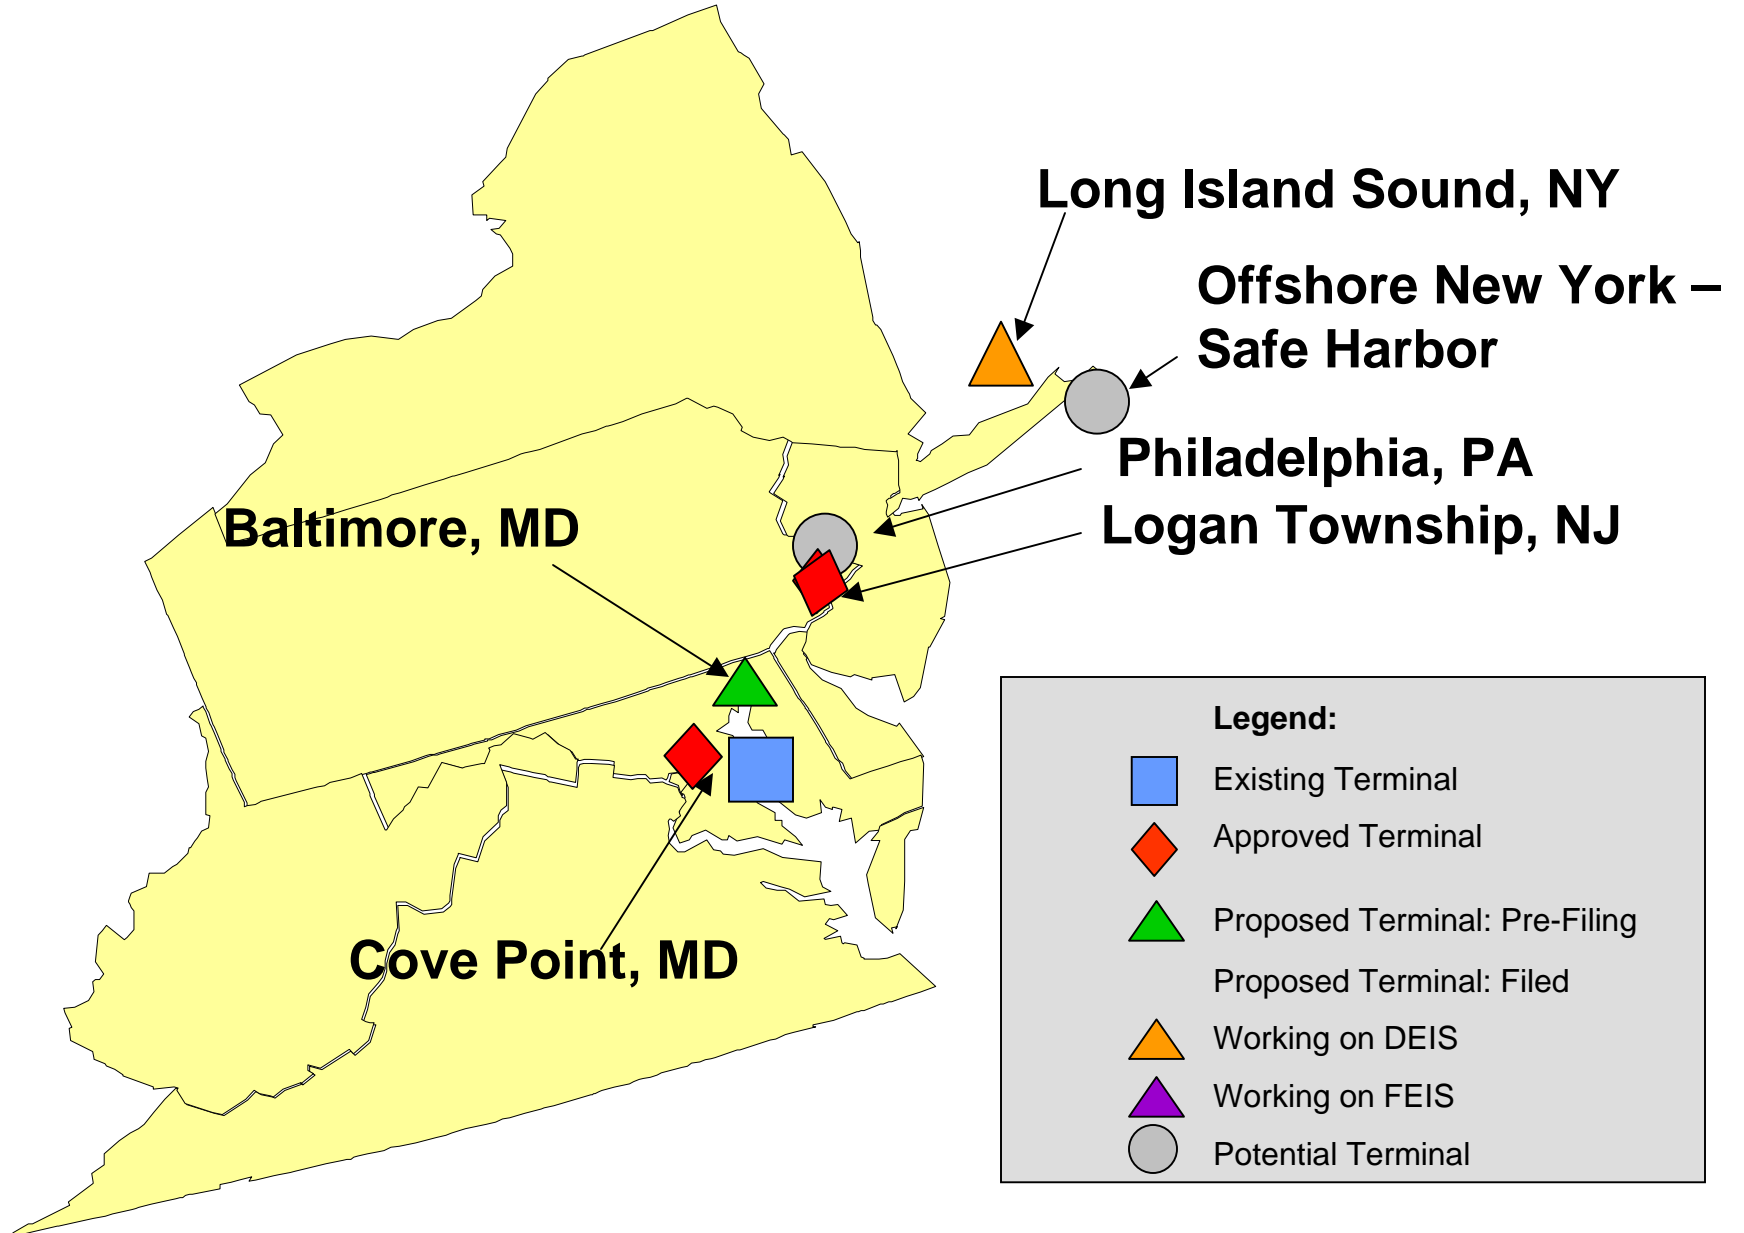 Long Island Sound, NY
Offshore New York –
Safe Harbor
Philadelphia, PA
Logan Township, NJ
Baltimore, MD
Cove Point, MD
Legend:
Existing Terminal
Approved Terminal
Proposed Terminal: Pre-Filing
Proposed Terminal: Filed
Working on DEIS
Working on FEIS
Potential Terminal